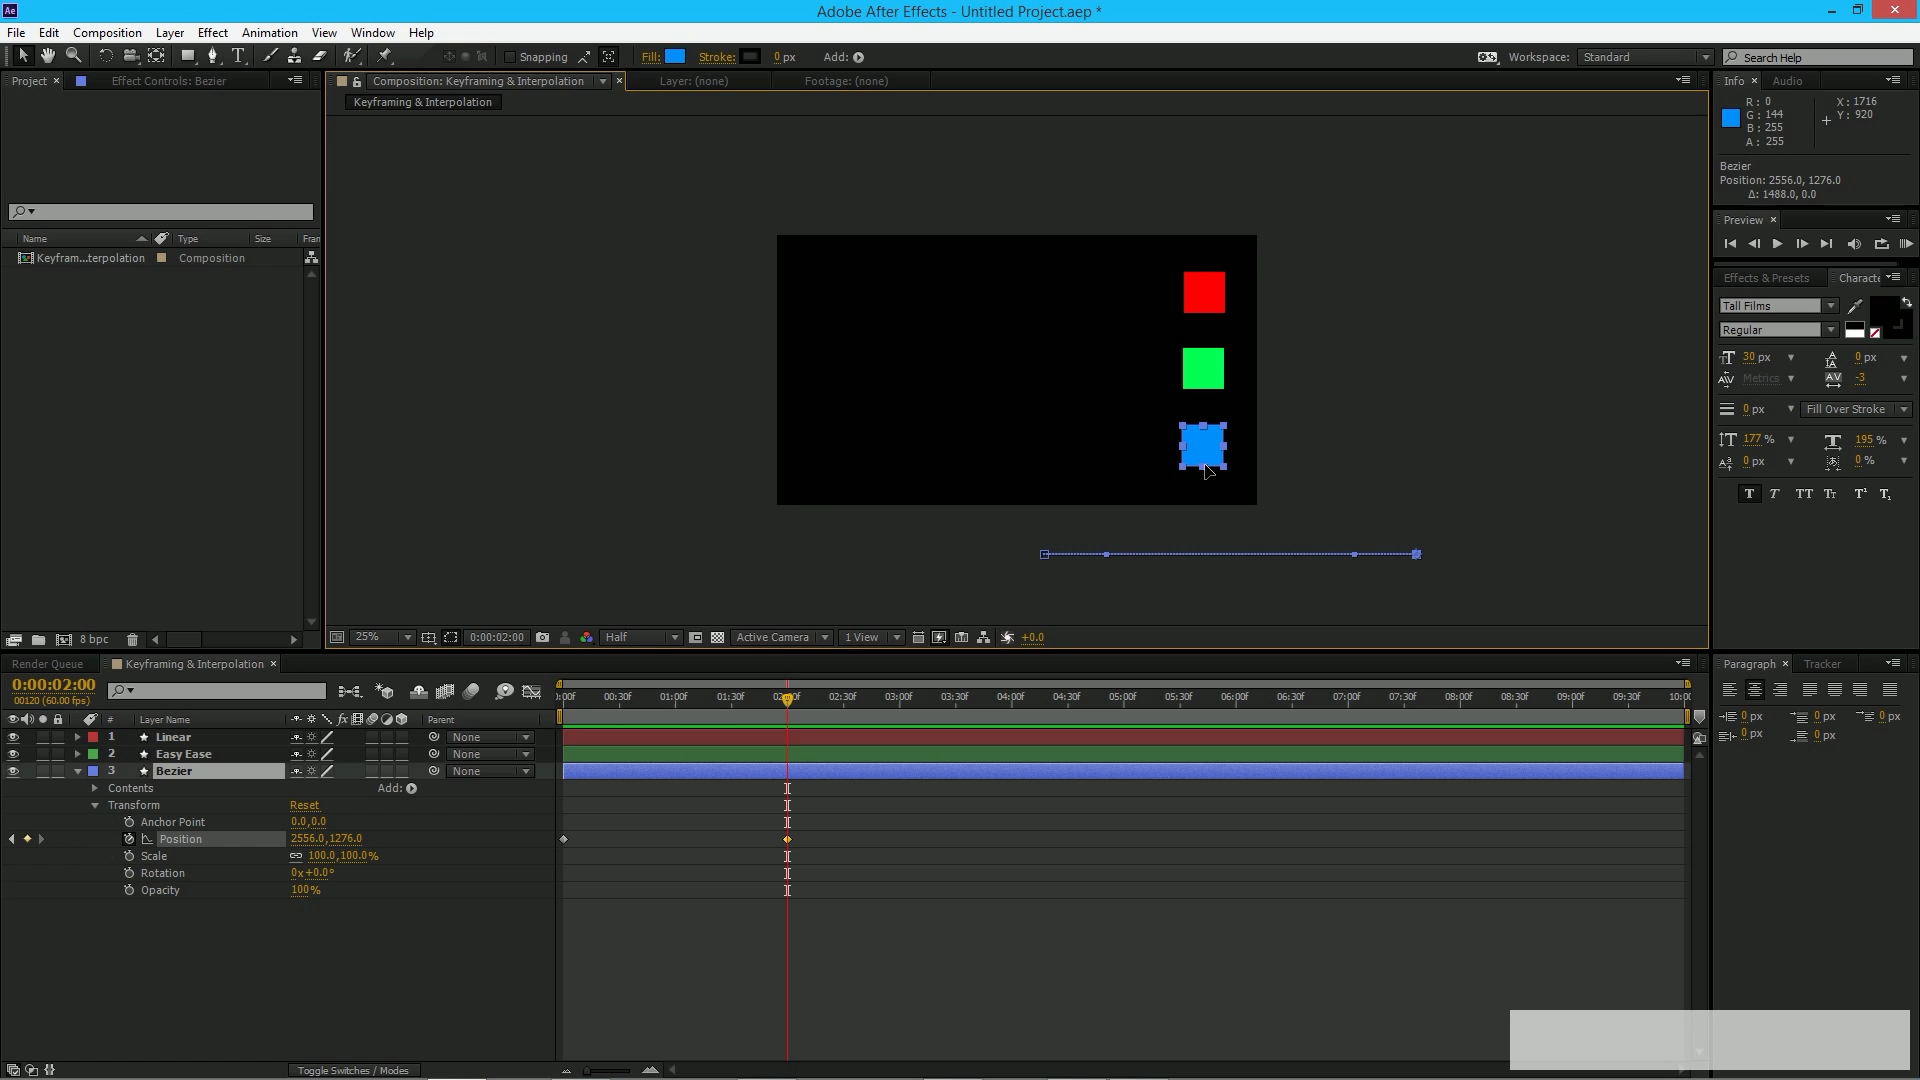 Ae
Adobe After Effects - Untitled Project.aep *
File Edit Composition Layer Effect Animation View Window Help
Snapping Fill: Stroke: 0 px Add: Workspace: Standard Search Help
Project × Effect Controls: Bezier Composition: Keyframing & Interpolation × Layer: (none) Footage: (none) Info × Audio
Keyframing & Interpolation
R: 0 X: 1716
G: 144 Y: 920
B: 255
A: 255
Bezier
Position: 2556.0, 1276.0
Δ: 1488.0, 0.0
Preview ×
Name Type Size Fran
Keyfram...terpolation Composition
Effects & Presets Characte
Tall Films
Regular
30 px 0 px
Metrics -3
0 px Fill Over Stroke
177 % 195 %
0 px 0 %
T T TT Tт T¹ T₁
8 bpc 25% 0:00:02:00 Half Active Camera 1 View +0.0
Render Queue Keyframing & Interpolation × Paragraph × Tracker
0:00:02:00
00120 (60.00 fps)
:00f 00:30f 01:00f 01:30f 02:00f 02:30f 03:00f 03:30f 04:00f 04:30f 05:00f 05:30f 06:00f 06:30f 07:00f 07:30f 08:00f 08:30f 09:00f 09:30f 10:00
# Layer Name Parent
1 Linear None
2 Easy Ease None
3 Bezier None
Contents Add:
Transform Reset
Anchor Point 0.0,0.0
Position 2556.0,1276.0
Scale 100.0,100.0%
Rotation 0x+0.0°
Opacity 100%
0 px 0 px 0 px
0 px 0 px
Toggle Switches / Modes